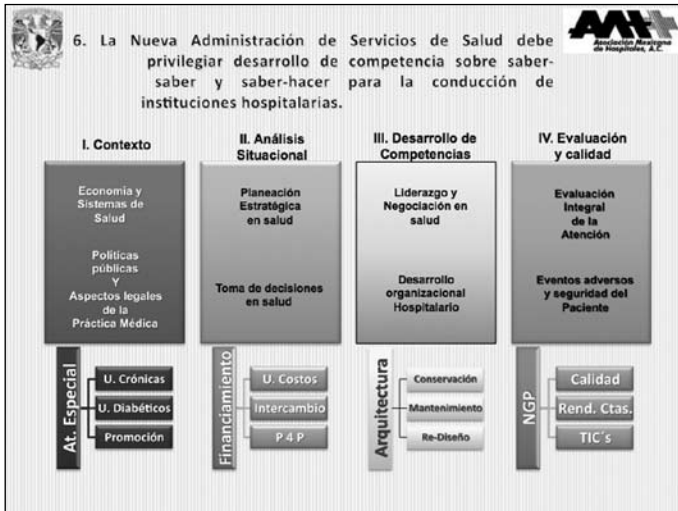 6. La Nueva Administración de Servicios de Salud debe
privilegiar desarrollo de competencia sobre saber-
saber y saber-hacer para la conducción de
instituciones hospitalarias.
Asociación Mexicana
de Hospitales, A.C.
I. Contexto
Economía y
Sistemas de
Salud
Políticas
públicas
Y
Aspectos legales
de la
Práctica Médica
II. Análisis
Situacional
Planeación
Estratégica
en salud
Toma de decisiones
en salud
III. Desarrollo de
Competencias
Liderazgo y
Negociación en
salud
Desarrollo
organizacional
Hospitalario
IV. Evaluación
y calidad
Evaluación
Integral
de la
Atención
Eventos adversos
y seguridad del
Paciente
At. Especial
U. Crónicas
U. Diabéticos
Promoción
Financiamiento
U. Costos
Intercambio
P 4 P
Arquitectura
Conservación
Mantenimiento
Re-Diseño
NGP
Calidad
Rend. Ctas.
TIC´s